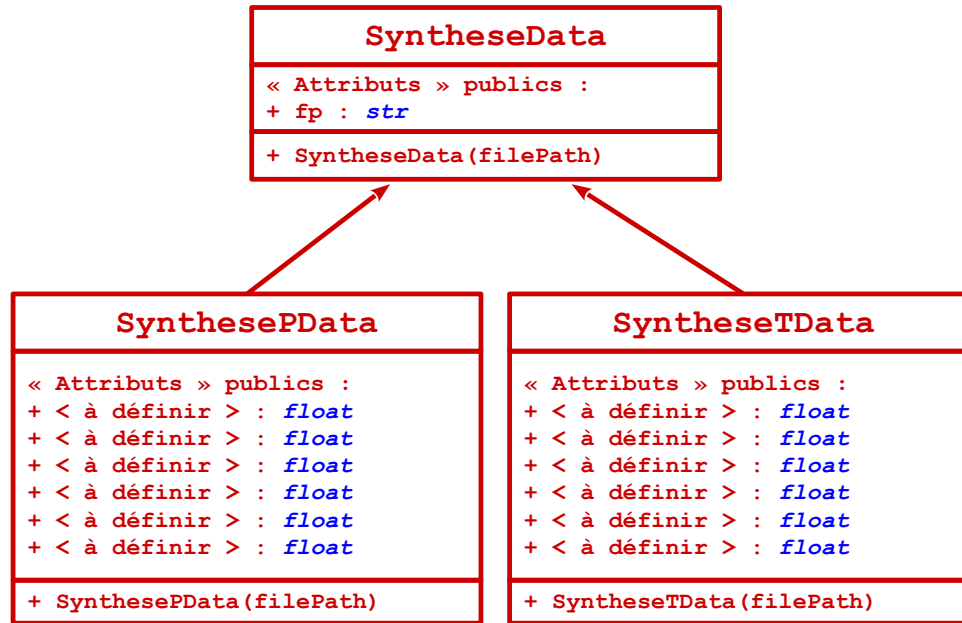 SyntheseData
« Attributs » publics :
+ fp : str
+ SyntheseData(filePath)
SynthesePData
« Attributs » publics :
+ < à définir > : float
+ < à définir > : float
+ < à définir > : float
+ < à définir > : float
+ < à définir > : float
+ < à définir > : float
+ SynthesePData(filePath)
SyntheseTData
« Attributs » publics :
+ < à définir > : float
+ < à définir > : float
+ < à définir > : float
+ < à définir > : float
+ < à définir > : float
+ < à définir > : float
+ SyntheseTData(filePath)